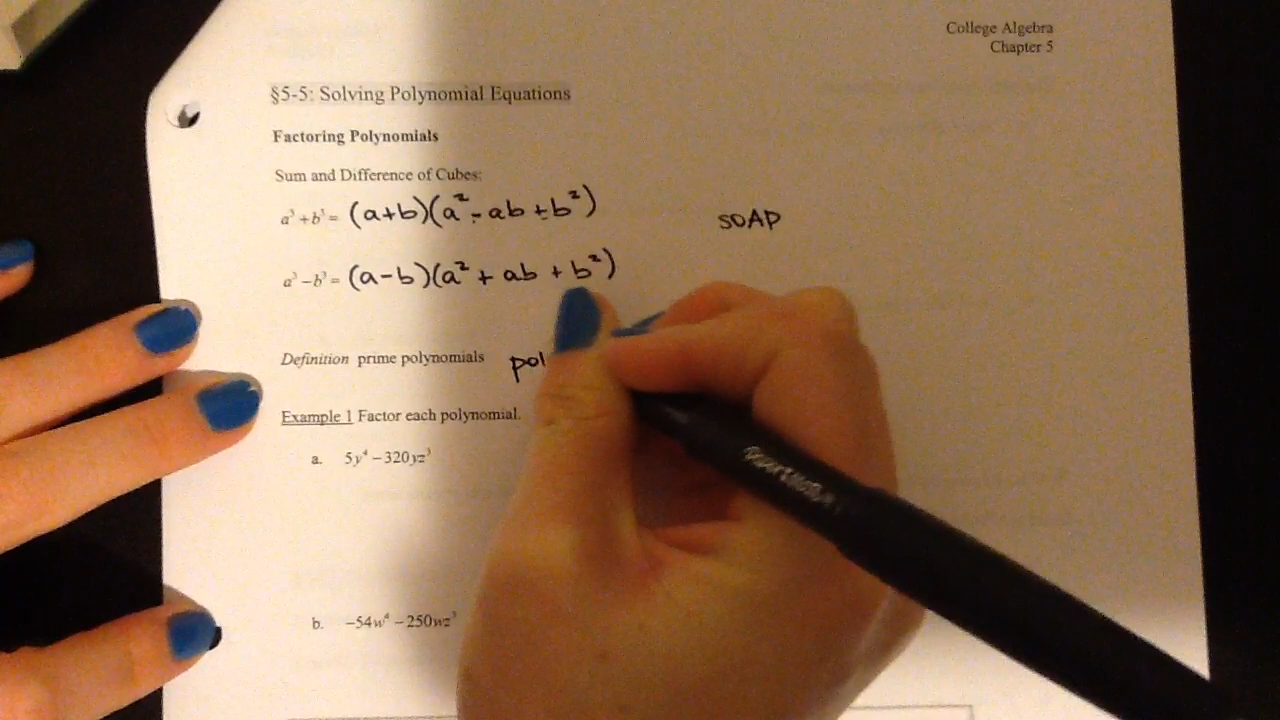 College Algebra
Chapter 5
§5-5: Solving Polynomial Equations
Factoring Polynomials
Sum and Difference of Cubes:
a³ + b³ = (a+b)(a² - ab + b²)
SOAP
a³ − b³ = (a-b)(a² + ab + b²)
Definition prime polynomials pol
Example 1 Factor each polynomial.
a. 5y⁴ − 320yz³
b. −54w⁴ − 250wz³